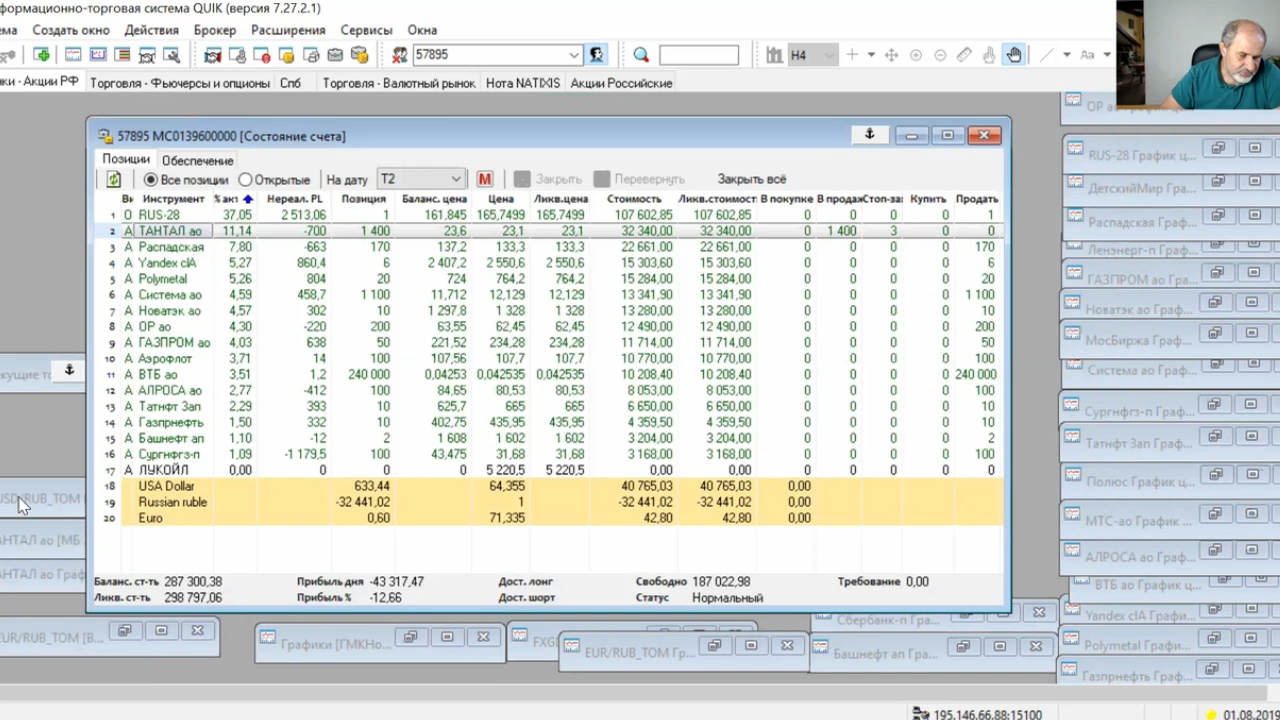 формационно-торговая система QUIK (версия 7.27.2.1)
ема Создать окно Действия Брокер Расширения Сервисы Окна
57895 H4 Aa
ки - Акции РФ Торговля - Фьючерсы и опционы Спб Торговля - Валютный рынок Нота NATIXIS Акции Российские
57895 MC0139600000 [Состояние счета]
Позиции Обеспечение
Все позиции Открытые На дату T2 M Закрыть Перевернуть Закрыть всё
Ви Инструмент % акт Нереал. PL Позиция Баланс. цена Цена Ликв.цена Стоимость Ликв.стоимост В покупке В продаж Стоп-за Купить Продать
1 О RUS-28 37,05 2 513,06 1 161,845 165,7499 165,7499 107 602,85 107 602,85 0 0 0 0 1
2 А ТАНТАЛ ао 11,14 -700 1 400 23,6 23,1 23,1 32 340,00 32 340,00 0 1 400 3 0 0
3 А Распадская 7,80 -663 170 137,2 133,3 133,3 22 661,00 22 661,00 0 0 0 0 170
4 А Yandex clA 5,27 860,4 6 2 407,2 2 550,6 2 550,6 15 303,60 15 303,60 0 0 0 0 6
5 А Polymetal 5,26 804 20 724 764,2 764,2 15 284,00 15 284,00 0 0 0 0 20
6 А Система ао 4,59 458,7 1 100 11,712 12,129 12,129 13 341,90 13 341,90 0 0 0 0 1 100
7 А Новатэк ао 4,57 302 10 1 297,8 1 328 1 328 13 280,00 13 280,00 0 0 0 0 10
8 А ОР ао 4,30 -220 200 63,55 62,45 62,45 12 490,00 12 490,00 0 0 0 0 200
9 А ГАЗПРОМ ао 4,03 638 50 221,52 234,28 234,28 11 714,00 11 714,00 0 0 0 0 50
10 А Аэрофлот 3,71 14 100 107,56 107,7 107,7 10 770,00 10 770,00 0 0 0 0 100
11 А ВТБ ао 3,51 1,2 240 000 0,04253 0,042535 0,042535 10 208,40 10 208,40 0 0 0 0 240 000
12 А АЛРОСА ао 2,77 -412 100 84,65 80,53 80,53 8 053,00 8 053,00 0 0 0 0 100
13 А Татнфт 3ап 2,29 393 10 625,7 665 665 6 650,00 6 650,00 0 0 0 0 10
14 А Газпрнефть 1,50 332 10 402,75 435,95 435,95 4 359,50 4 359,50 0 0 0 0 10
15 А Башнефт ап 1,10 -12 2 1 608 1 602 1 602 3 204,00 3 204,00 0 0 0 0 2
16 А Сургнфгз-п 1,09 -1 179,5 100 43,475 31,68 31,68 3 168,00 3 168,00 0 0 0 0 100
17 А ЛУКОЙЛ 0,00 0 0 0 5 220,5 5 220,5 0,00 0,00 0 0 0 0 0
18 USA Dollar 633,44 64,355 40 765,03 40 765,03 0,00
19 Russian ruble -32 441,02 1 -32 441,02 -32 441,02 0,00
20 Euro 0,60 71,335 42,80 42,80 0,00
Баланс. ст-ть 287 300,38 Прибыль дня -43 317,47 Дост. лонг Свободно 187 022,98 Требование 0,00
Ликв. ст-ть 298 797,06 Прибыль % -12,66 Дост. шорт Статус Нормальный
екущие то
USD/RUB_TOM
АНТАЛ ао [МБ
АНТАЛ ао Граф
EUR/RUB_TOM [В...
Графики [ГМКНо...
FXG
EUR/RUB_TOM Гр...
Сбербанк-п Гра...
Башнефт ап Гра...
ОР ао График ц...
RUS-28 График ц...
ДетскийМир Гра...
Распадская Гра...
Ленэнерг-п Гра...
ГАЗПРОМ ао Гра...
Новатэк ао Гра...
МосБиржа Граф...
Система ао Граф...
Сургнфгз-п Граф...
Татнфт 3ап Граф...
Полюс График ц...
МТС-ао График ...
АЛРОСА ао Граф...
ВТБ ао График ц...
Yandex clA Граф...
Polymetal Графи...
Газпрнефть Граф...
195.146.66.88:15100 01.08.2019